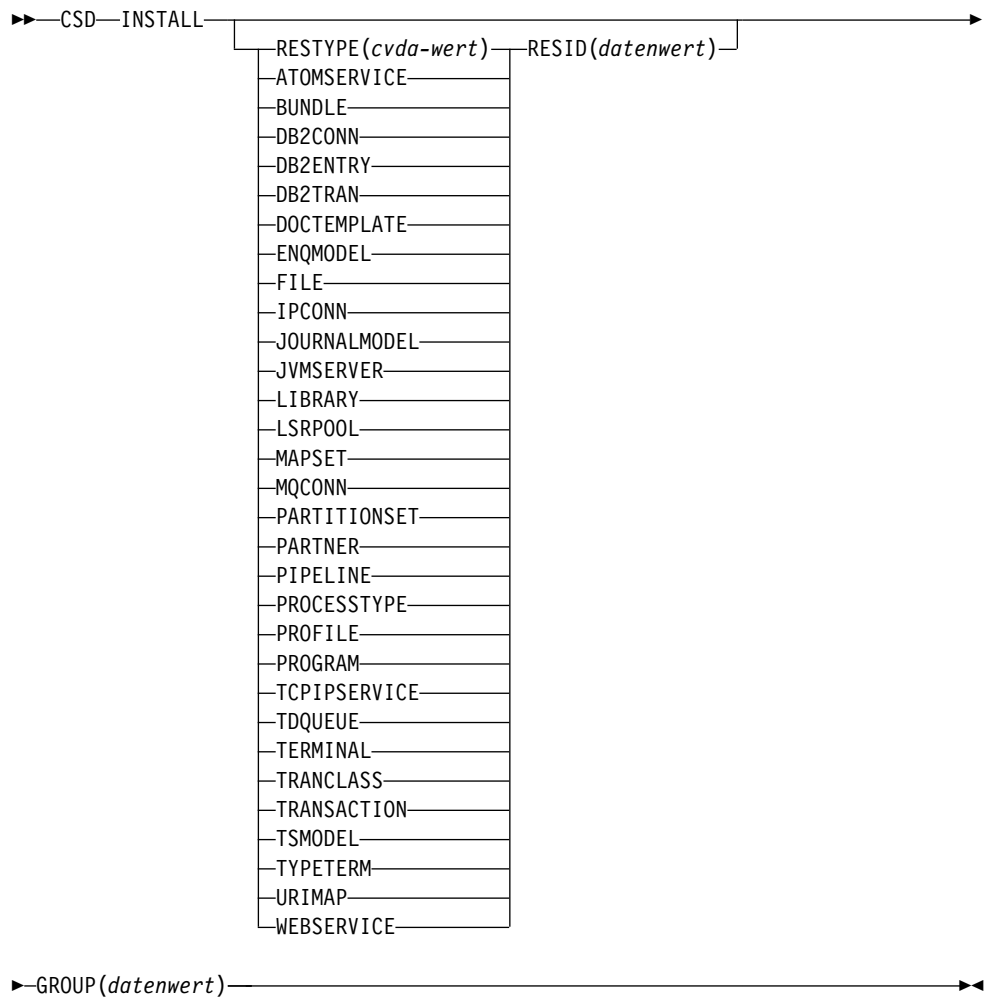 CSD INSTALL
RESTYPE(cvda-wert) RESID(datenwert)
ATOMSERVICE
BUNDLE
DB2CONN
DB2ENTRY
DB2TRAN
DOCTEMPLATE
ENQMODEL
FILE
IPCONN
JOURNALMODEL
JVMSERVER
LIBRARY
LSRPOOL
MAPSET
MQCONN
PARTITIONSET
PARTNER
PIPELINE
PROCESSTYPE
PROFILE
PROGRAM
TCPIPSERVICE
TDQUEUE
TERMINAL
TRANCLASS
TRANSACTION
TSMODEL
TYPETERM
URIMAP
WEBSERVICE
GROUP(datenwert)